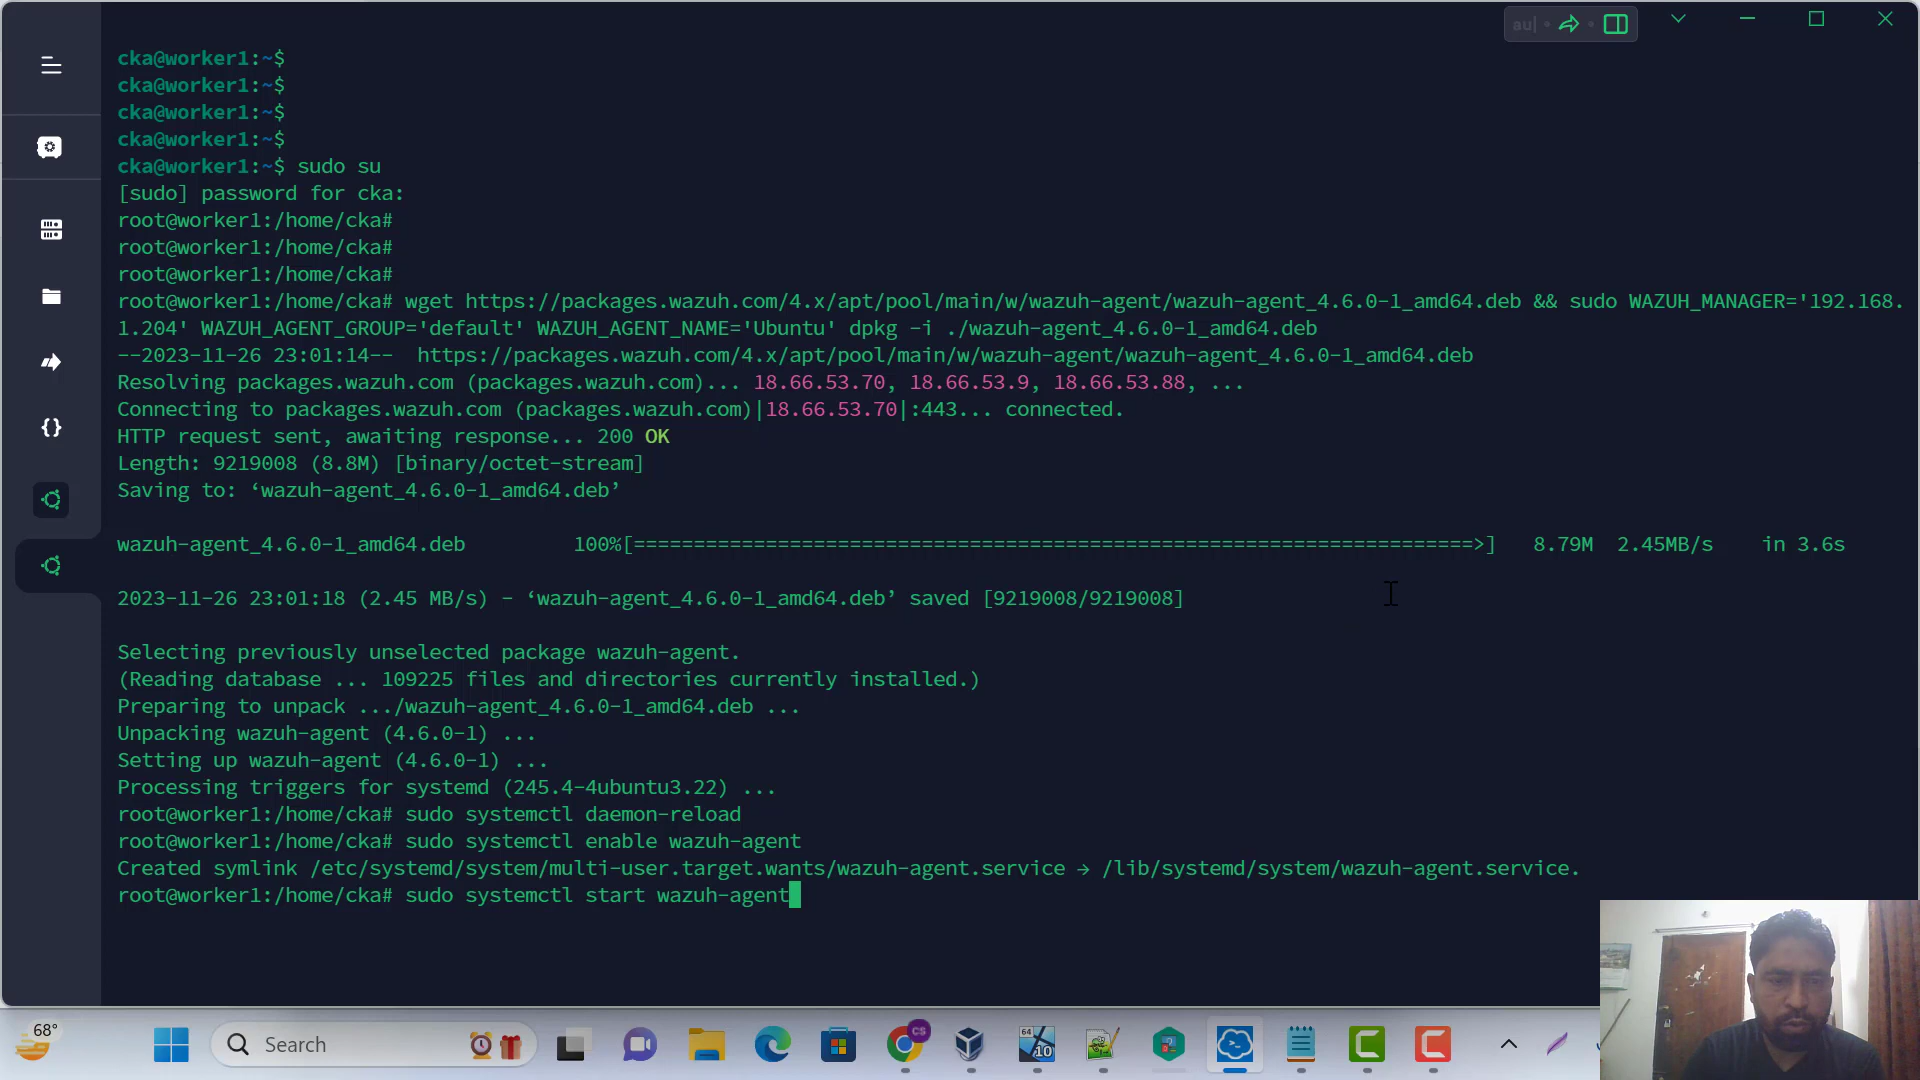 au|
cka@worker1:~$
cka@worker1:~$
cka@worker1:~$
cka@worker1:~$
cka@worker1:~$ sudo su
[sudo] password for cka:
root@worker1:/home/cka#
root@worker1:/home/cka#
root@worker1:/home/cka#
root@worker1:/home/cka# wget https://packages.wazuh.com/4.x/apt/pool/main/w/wazuh-agent/wazuh-agent_4.6.0-1_amd64.deb && sudo WAZUH_MANAGER='192.168.
1.204' WAZUH_AGENT_GROUP='default' WAZUH_AGENT_NAME='Ubuntu' dpkg -i ./wazuh-agent_4.6.0-1_amd64.deb
--2023-11-26 23:01:14--  https://packages.wazuh.com/4.x/apt/pool/main/w/wazuh-agent/wazuh-agent_4.6.0-1_amd64.deb
Resolving packages.wazuh.com (packages.wazuh.com)... 18.66.53.70, 18.66.53.9, 18.66.53.88, ...
Connecting to packages.wazuh.com (packages.wazuh.com)|18.66.53.70|:443... connected.
HTTP request sent, awaiting response... 200 OK
Length: 9219008 (8.8M) [binary/octet-stream]
Saving to: ‘wazuh-agent_4.6.0-1_amd64.deb’
wazuh-agent_4.6.0-1_amd64.deb         100%[======================================================================>]   8.79M  2.45MB/s    in 3.6s
2023-11-26 23:01:18 (2.45 MB/s) - ‘wazuh-agent_4.6.0-1_amd64.deb’ saved [9219008/9219008]
Selecting previously unselected package wazuh-agent.
(Reading database ... 109225 files and directories currently installed.)
Preparing to unpack .../wazuh-agent_4.6.0-1_amd64.deb ...
Unpacking wazuh-agent (4.6.0-1) ...
Setting up wazuh-agent (4.6.0-1) ...
Processing triggers for systemd (245.4-4ubuntu3.22) ...
root@worker1:/home/cka# sudo systemctl daemon-reload
root@worker1:/home/cka# sudo systemctl enable wazuh-agent
Created symlink /etc/systemd/system/multi-user.target.wants/wazuh-agent.service → /lib/systemd/system/wazuh-agent.service.
root@worker1:/home/cka# sudo systemctl start wazuh-agent
68°
Search
CS
64
10